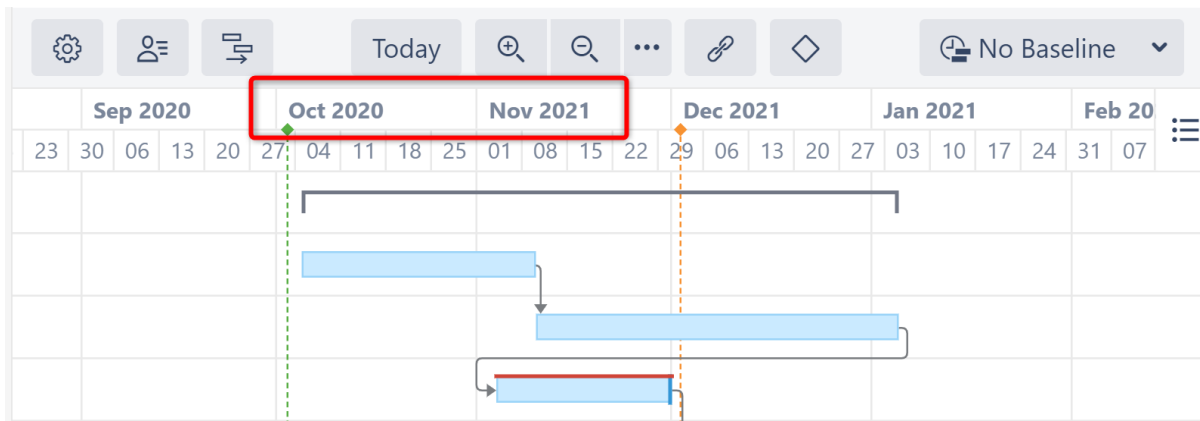 Today ••• No Baseline
Sep 2020 Oct 2020 Nov 2021 Dec 2021 Jan 2021 Feb 20
23 30 06 13 20 27 04 11 18 25 01 08 15 22 29 06 13 20 27 03 10 17 24 31 07